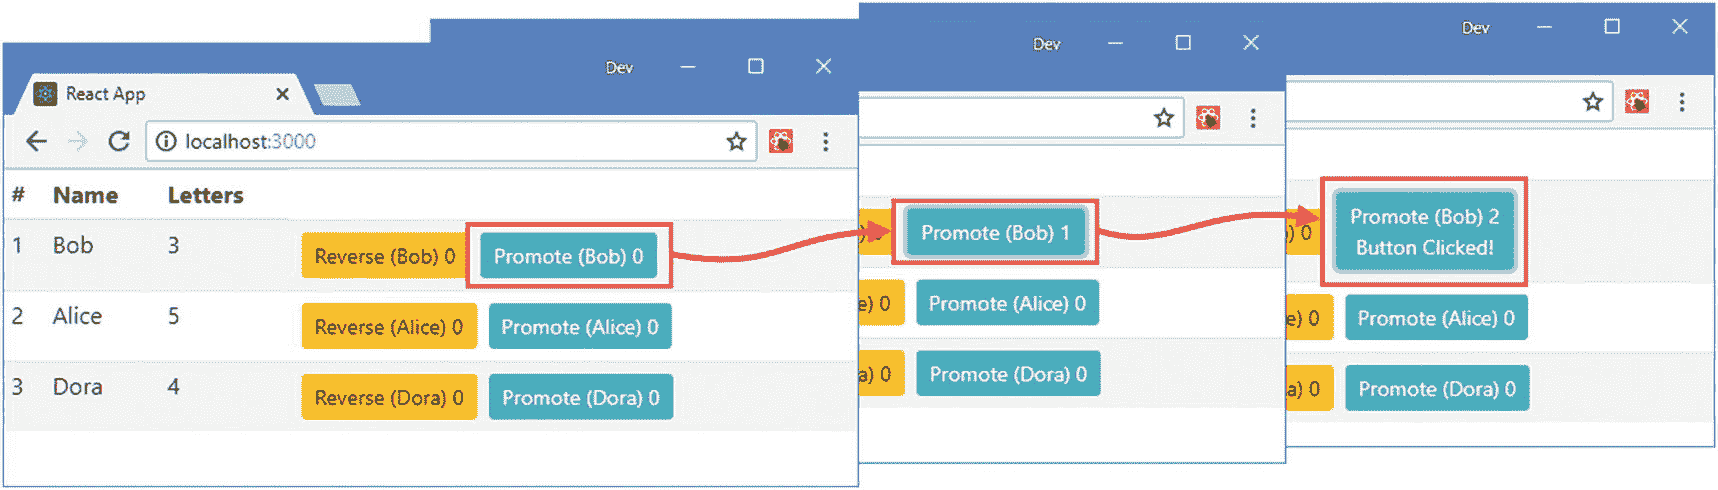 Dev
React App
localhost:3000
# Name Letters
1 Bob 3 Reverse (Bob) 0 Promote (Bob) 0
2 Alice 5 Reverse (Alice) 0 Promote (Alice) 0
3 Dora 4 Reverse (Dora) 0 Promote (Dora) 0
Dev
) 0 Promote (Bob) 1
e) 0 Promote (Alice) 0
a) 0 Promote (Dora) 0
Dev
) 0 Promote (Bob) 2
Button Clicked!
e) 0 Promote (Alice) 0
a) 0 Promote (Dora) 0